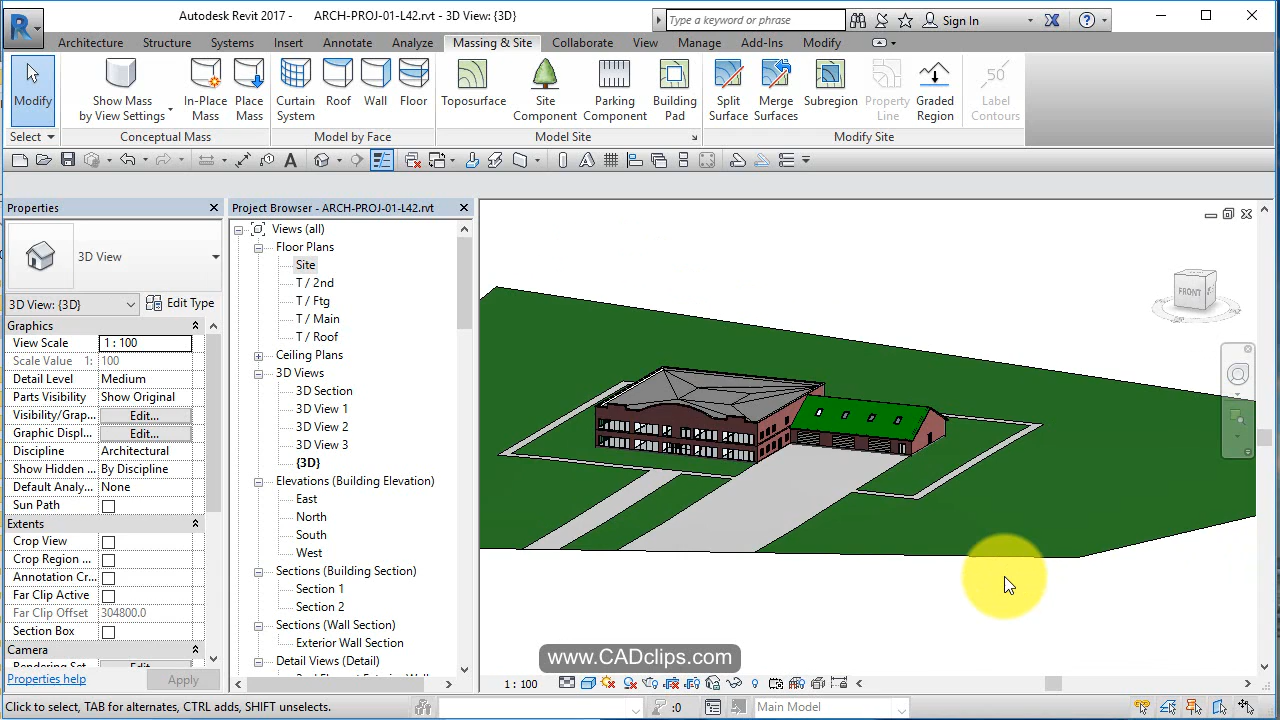 Autodesk Revit 2017 - ARCH-PROJ-L42.rvt - 3D View: {3D}
Type a keyword or phrase
Sign In
Architecture Structure Systems Insert Annotate Analyze Massing & Site Collaborate View Manage Add-Ins Modify
Modify
Show Mass by View Settings
In-Place Mass
Place Mass
Curtain System
Roof
Wall
Floor
Toposurface
Site Component
Parking Component
Building Pad
Split Surface
Merge Surfaces
Subregion
Property Line
Graded Region
50
Label Contours
Select
Conceptual Mass
Model by Face
Model Site
Modify Site
Properties
3D View
3D View: {3D}
Edit Type
Graphics
View Scale 1 : 100
Scale Value 1: 100
Detail Level Medium
Parts Visibility Show Original
Visibility/Grap... Edit...
Graphic Displ... Edit...
Discipline Architectural
Show Hidden ... By Discipline
Default Analy... None
Sun Path
Extents
Crop View
Crop Region ...
Annotation Cr...
Far Clip Active
Far Clip Offset 304800.0
Section Box
Camera
Properties help
Apply
Project Browser - ARCH-PROJ-01-L42.rvt
Views (all)
Floor Plans
Site
T / 2nd
T / Ftg
T / Main
T / Roof
Ceiling Plans
3D Views
3D Section
3D View 1
3D View 2
3D View 3
{3D}
Elevations (Building Elevation)
East
North
South
West
Sections (Building Section)
Section 1
Section 2
Sections (Wall Section)
Exterior Wall Section
Detail Views (Detail)
FRONT
www.CADclips.com
1 : 100
Click to select, TAB for alternates, CTRL adds, SHIFT unselects.
:0
Main Model